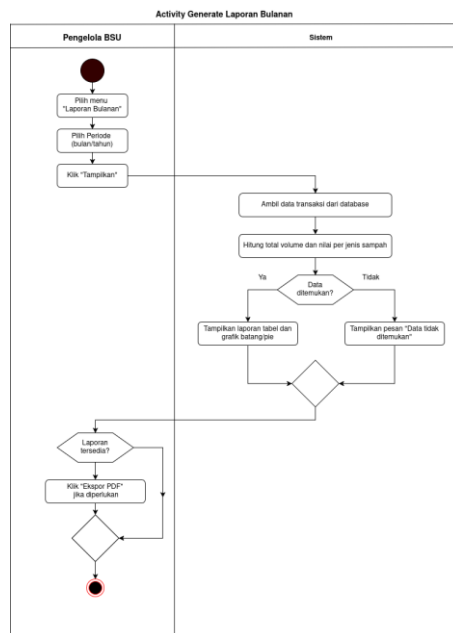 Activity Generate Laporan Bulanan
Pengelola BSU
Sistem
Pilih menu
"Laporan Bulanan"
Pilih Periode
(bulan/tahun)
Klik "Tampilkan"
Ambil data transaksi dari database
Hitung total volume dan nilai per jenis sampah
Data
ditemukan?
Ya
Tidak
Tampilkan laporan tabel dan
grafik batang/pie
Tampilkan pesan "Data tidak
ditemukan"
Laporan
tersedia?
Klik "Ekspor PDF"
jika diperlukan